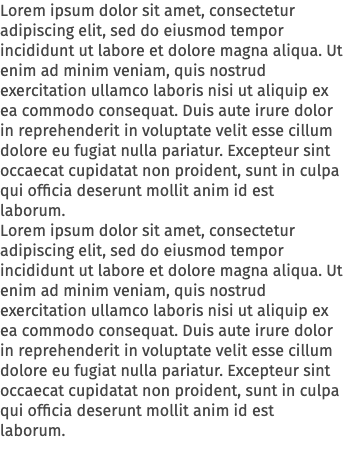 Lorem ipsum dolor sit amet, consectetur
adipiscing elit, sed do eiusmod tempor
incididunt ut labore et dolore magna aliqua. Ut
enim ad minim veniam, quis nostrud
exercitation ullamco laboris nisi ut aliquip ex
ea commodo consequat. Duis aute irure dolor
in reprehenderit in voluptate velit esse cillum
dolore eu fugiat nulla pariatur. Excepteur sint
occaecat cupidatat non proident, sunt in culpa
qui officia deserunt mollit anim id est
laborum.
Lorem ipsum dolor sit amet, consectetur
adipiscing elit, sed do eiusmod tempor
incididunt ut labore et dolore magna aliqua. Ut
enim ad minim veniam, quis nostrud
exercitation ullamco laboris nisi ut aliquip ex
ea commodo consequat. Duis aute irure dolor
in reprehenderit in voluptate velit esse cillum
dolore eu fugiat nulla pariatur. Excepteur sint
occaecat cupidatat non proident, sunt in culpa
qui officia deserunt mollit anim id est
laborum.